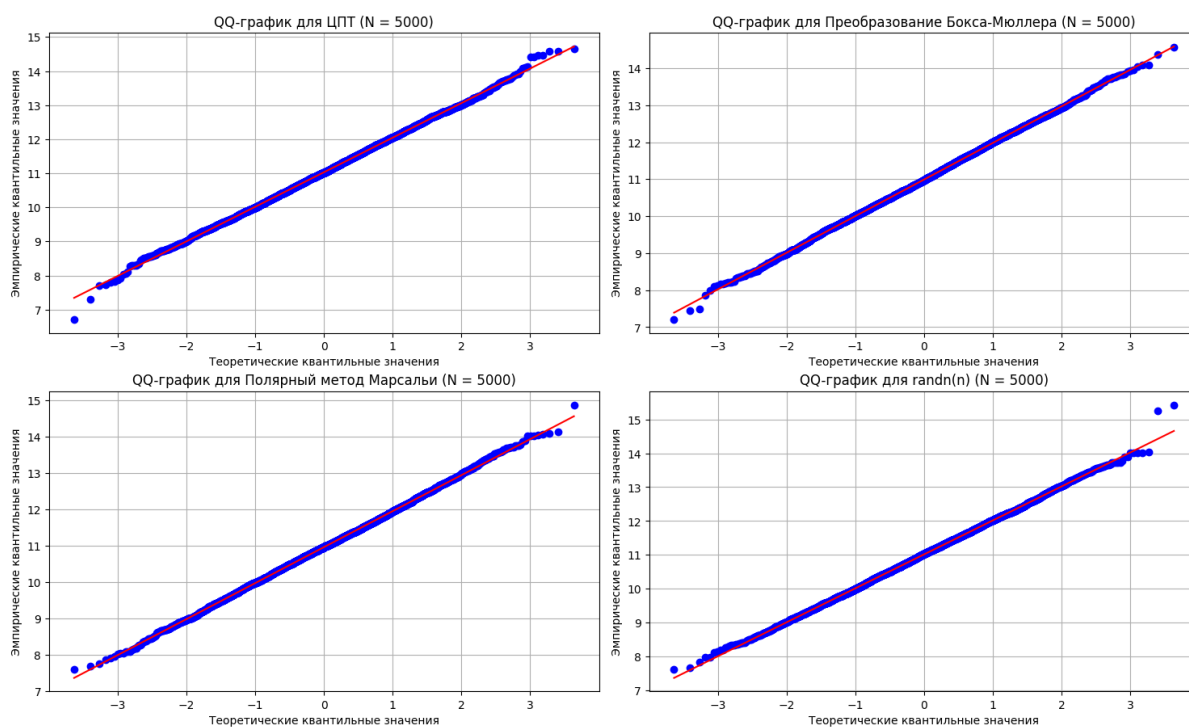 QQ-график для ЦПТ (N = 5000)
15
14
13
12
11
10
9
8
7
Эмпирические квантильные значения
−3 −2 −1 0 1 2 3
Теоретические квантильные значения
QQ-график для Преобразование Бокса-Мюллера (N = 5000)
14
13
12
11
10
9
8
7
Эмпирические квантильные значения
−3 −2 −1 0 1 2 3
Теоретические квантильные значения
QQ-график для Полярный метод Марсальи (N = 5000)
15
14
13
12
11
10
9
8
7
Эмпирические квантильные значения
−3 −2 −1 0 1 2 3
Теоретические квантильные значения
QQ-график для randn(n) (N = 5000)
15
14
13
12
11
10
9
8
7
Эмпирические квантильные значения
−3 −2 −1 0 1 2 3
Теоретические квантильные значения